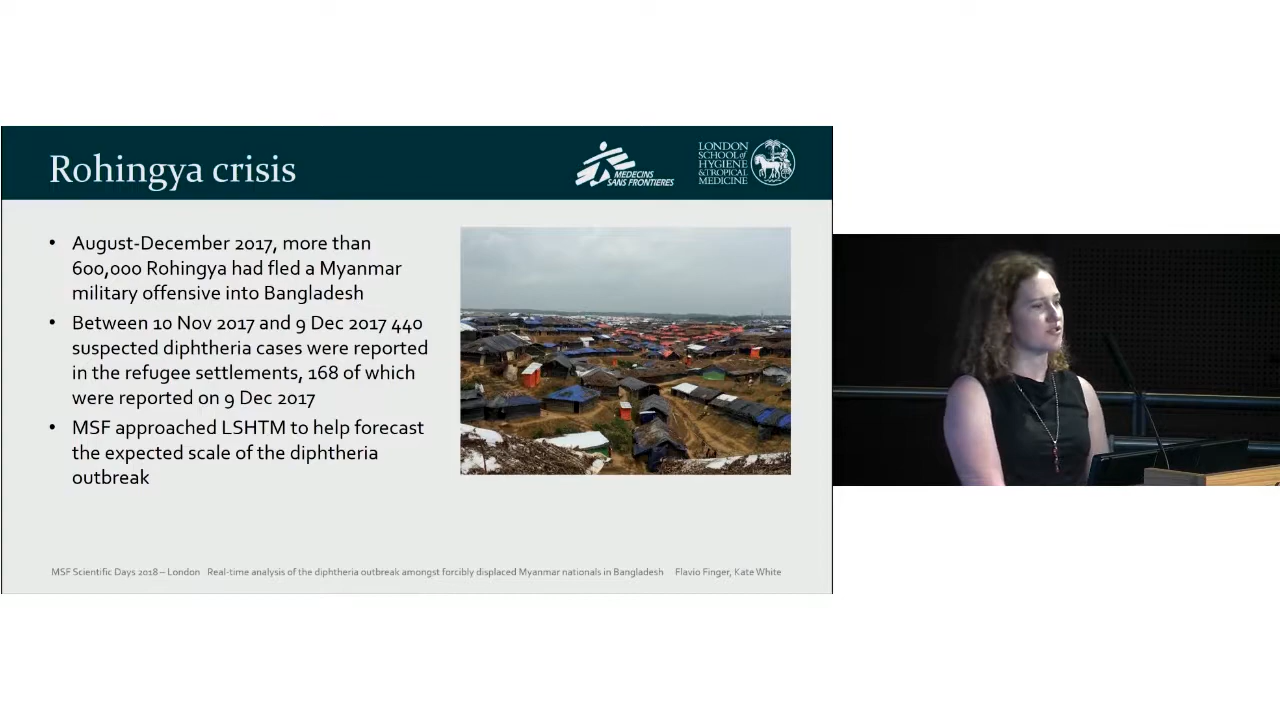 Rohingya crisis
MEDECINS
SANS FRONTIERES
LONDON
SCHOOL of
HYGIENE
& TROPICAL
MEDICINE
• August-December 2017, more than
600,000 Rohingya had fled a Myanmar
military offensive into Bangladesh
• Between 10 Nov 2017 and 9 Dec 2017 440
suspected diphtheria cases were reported
in the refugee settlements, 168 of which
were reported on 9 Dec 2017
• MSF approached LSHTM to help forecast
the expected scale of the diphtheria
outbreak
MSF Scientific Days 2018 – London Real-time analysis of the diphtheria outbreak amongst forcibly displaced Myanmar nationals in Bangladesh Flavio Finger, Kate White